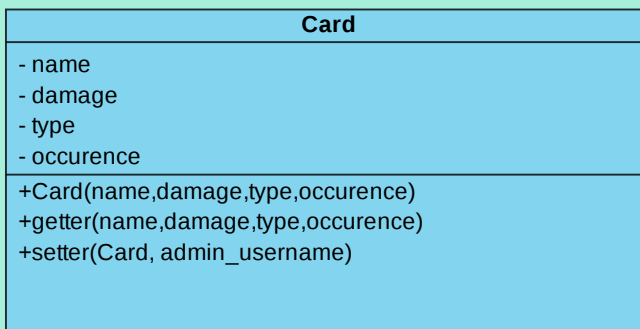 Card
- name
- damage
- type
- occurence
+Card(name,damage,type,occurence)
+getter(name,damage,type,occurence)
+setter(Card, admin_username)